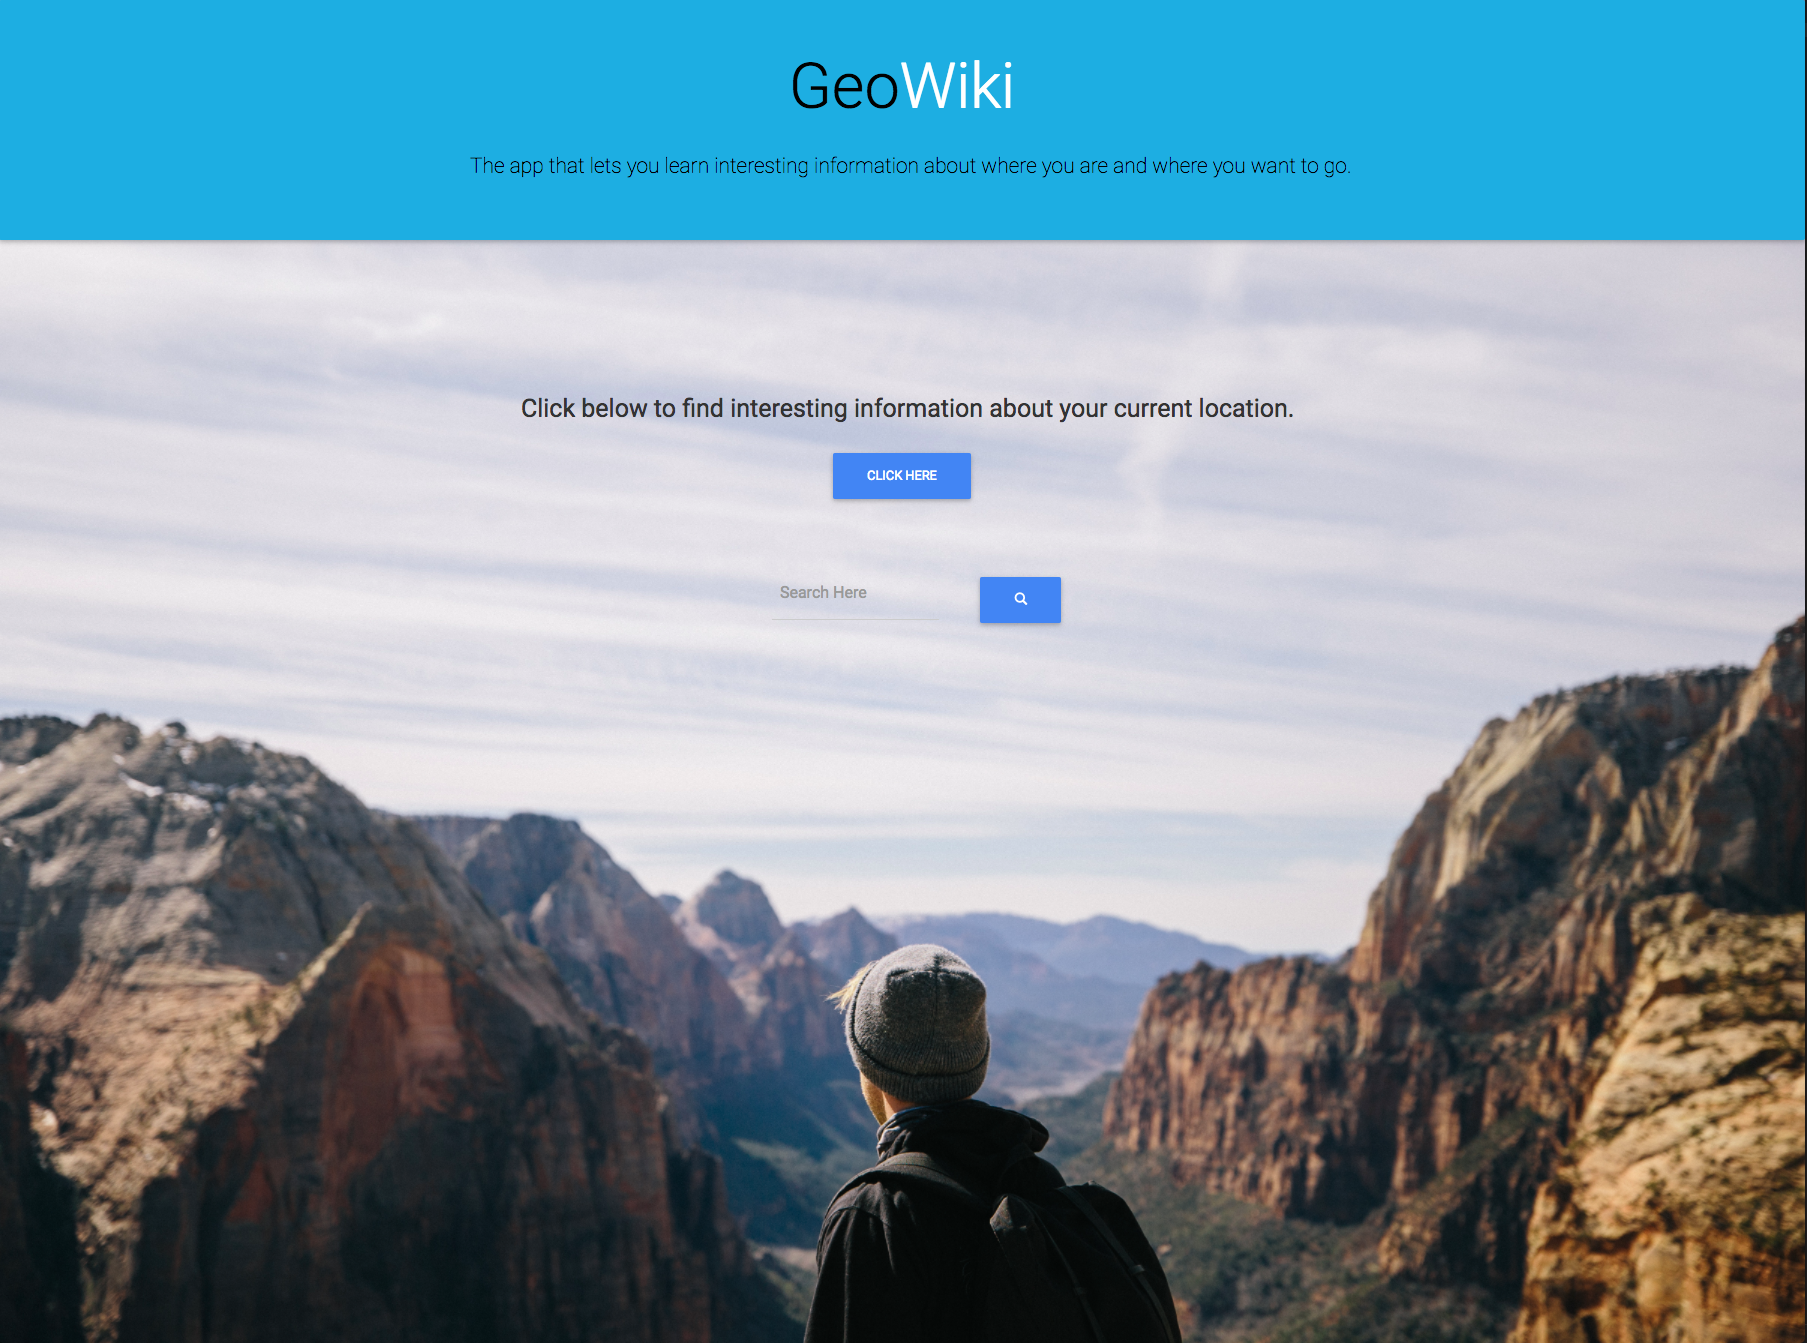 GeoWiki
The app that lets you learn interesting information about where you are and where you want to go.
Click below to find interesting information about your current location.
CLICK HERE
Search Here